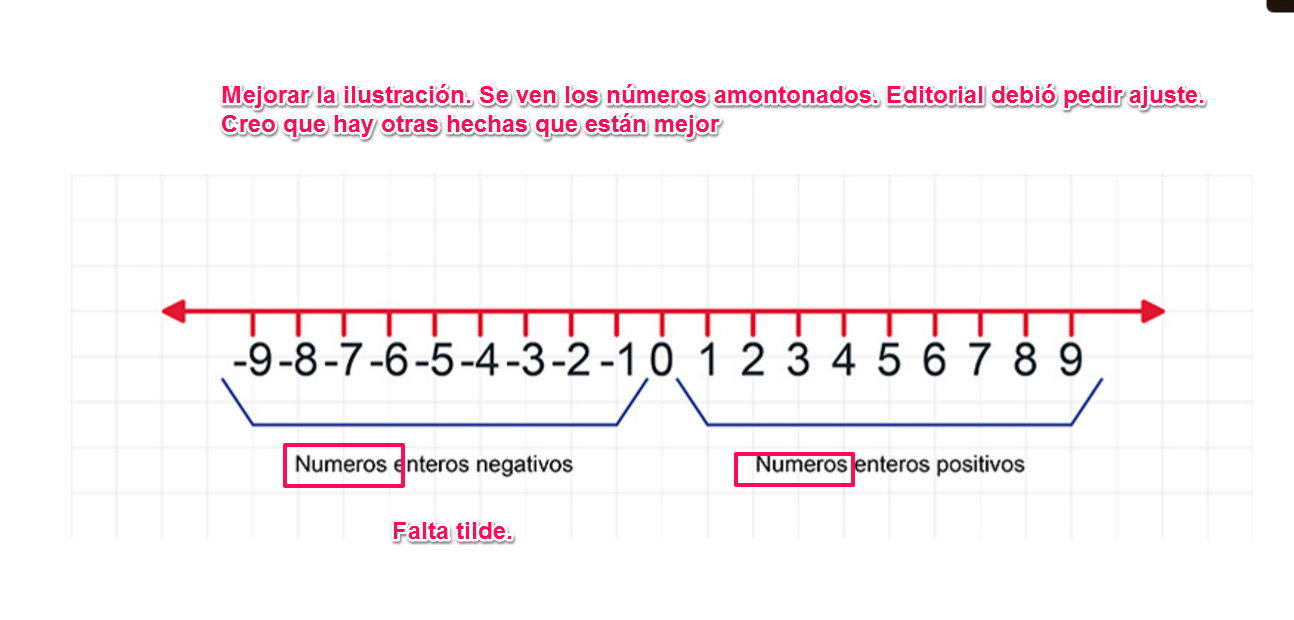 Mejorar la ilustración. Se ven los números amontonados. Editorial debió pedir ajuste.
Creo que hay otras hechas que están mejor
-9 -8 -7 -6 -5 -4 -3 -2 -1 0 1 2 3 4 5 6 7 8 9
Numeros enteros negativos
Numeros enteros positivos
Falta tilde.